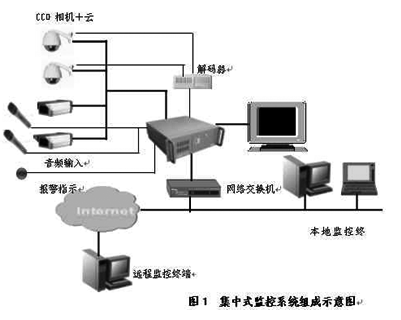 CCD 相机＋云
解码器
音频输入
报警指示
网络交换机
Internet
本地监控终
远程监控终端
图 1 集中式监控系统组成示意图